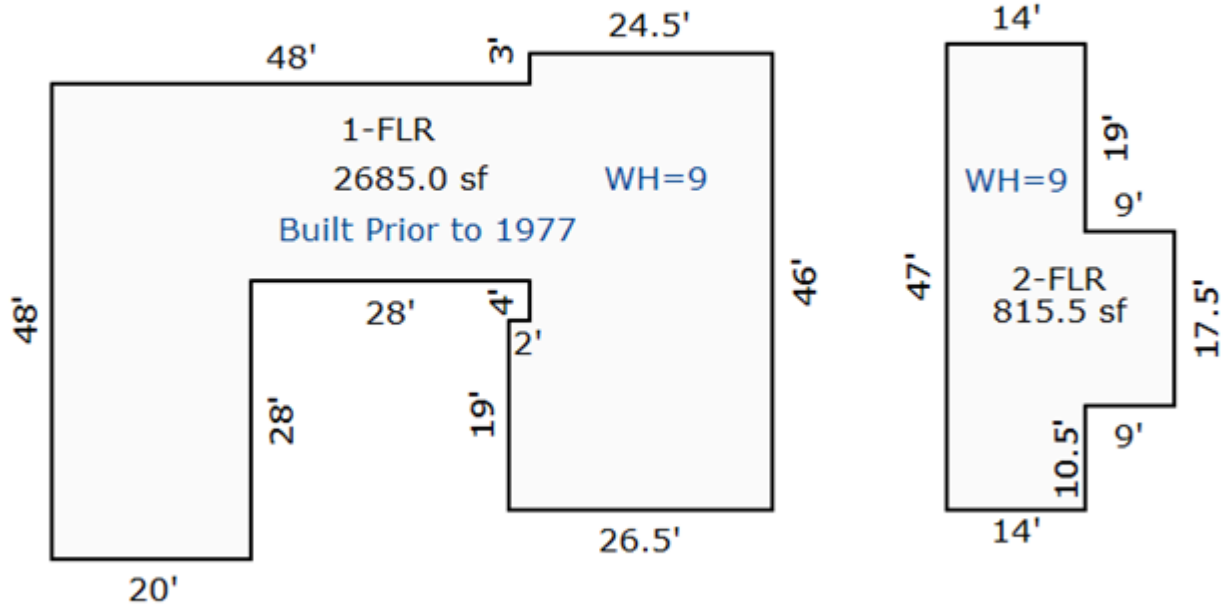 24.5'
14'
48'
3'
1-FLR
19'
2685.0 sf
WH=9
WH=9
9'
Built Prior to 1977
48'
28'
4'
46'
47'
2-FLR
815.5 sf
17.5'
2'
28'
19'
10.5'
9'
26.5'
14'
20'